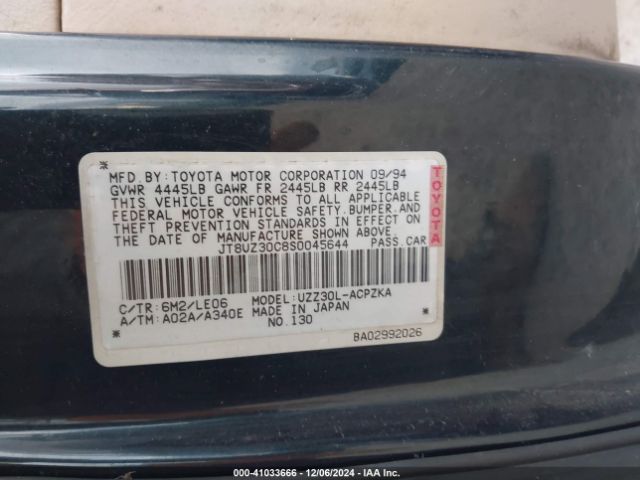 MFD.BY:TOYOTA MOTOR CORPORATION 09/94
GVWR 4445LB GAWR FR 2445LB RR 2445LB
THIS VEHICLE CONFORMS TO ALL APPLICABLE
FEDERAL MOTOR VEHICLE SAFETY,BUMPER,AND
THEFT PREVENTION STANDARDS IN EFFECT ON
THE DATE OF MANUFACTURE SHOWN ABOVE.
JT8UZ30C8S0045644 PASS.CAR
TOYOTA
C/TR:6M2/LE06 MODEL:UZZ30L-ACPZKA
A/TM:A02A/A340E MADE IN JAPAN
NO.130
BA02992026
000-41033666 - 12/06/2024 - IAA Inc.